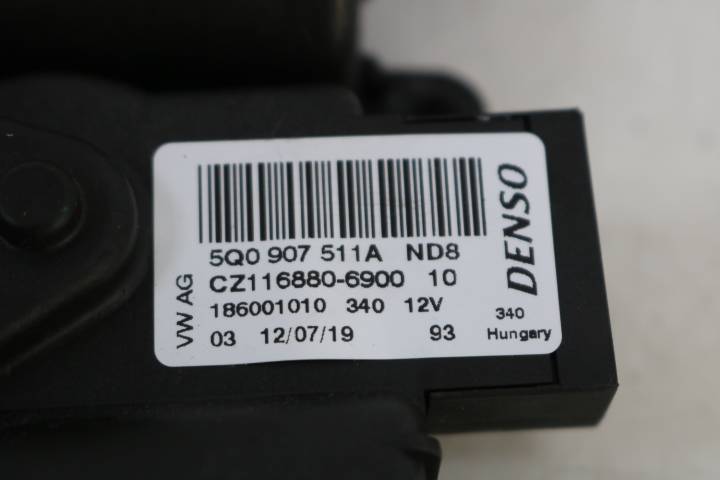 5Q0 907 511A ND8
CZ116880-6900 10
186001010 340 12V
03 12/07/19 93
VW AG
DENSO
340
Hungary